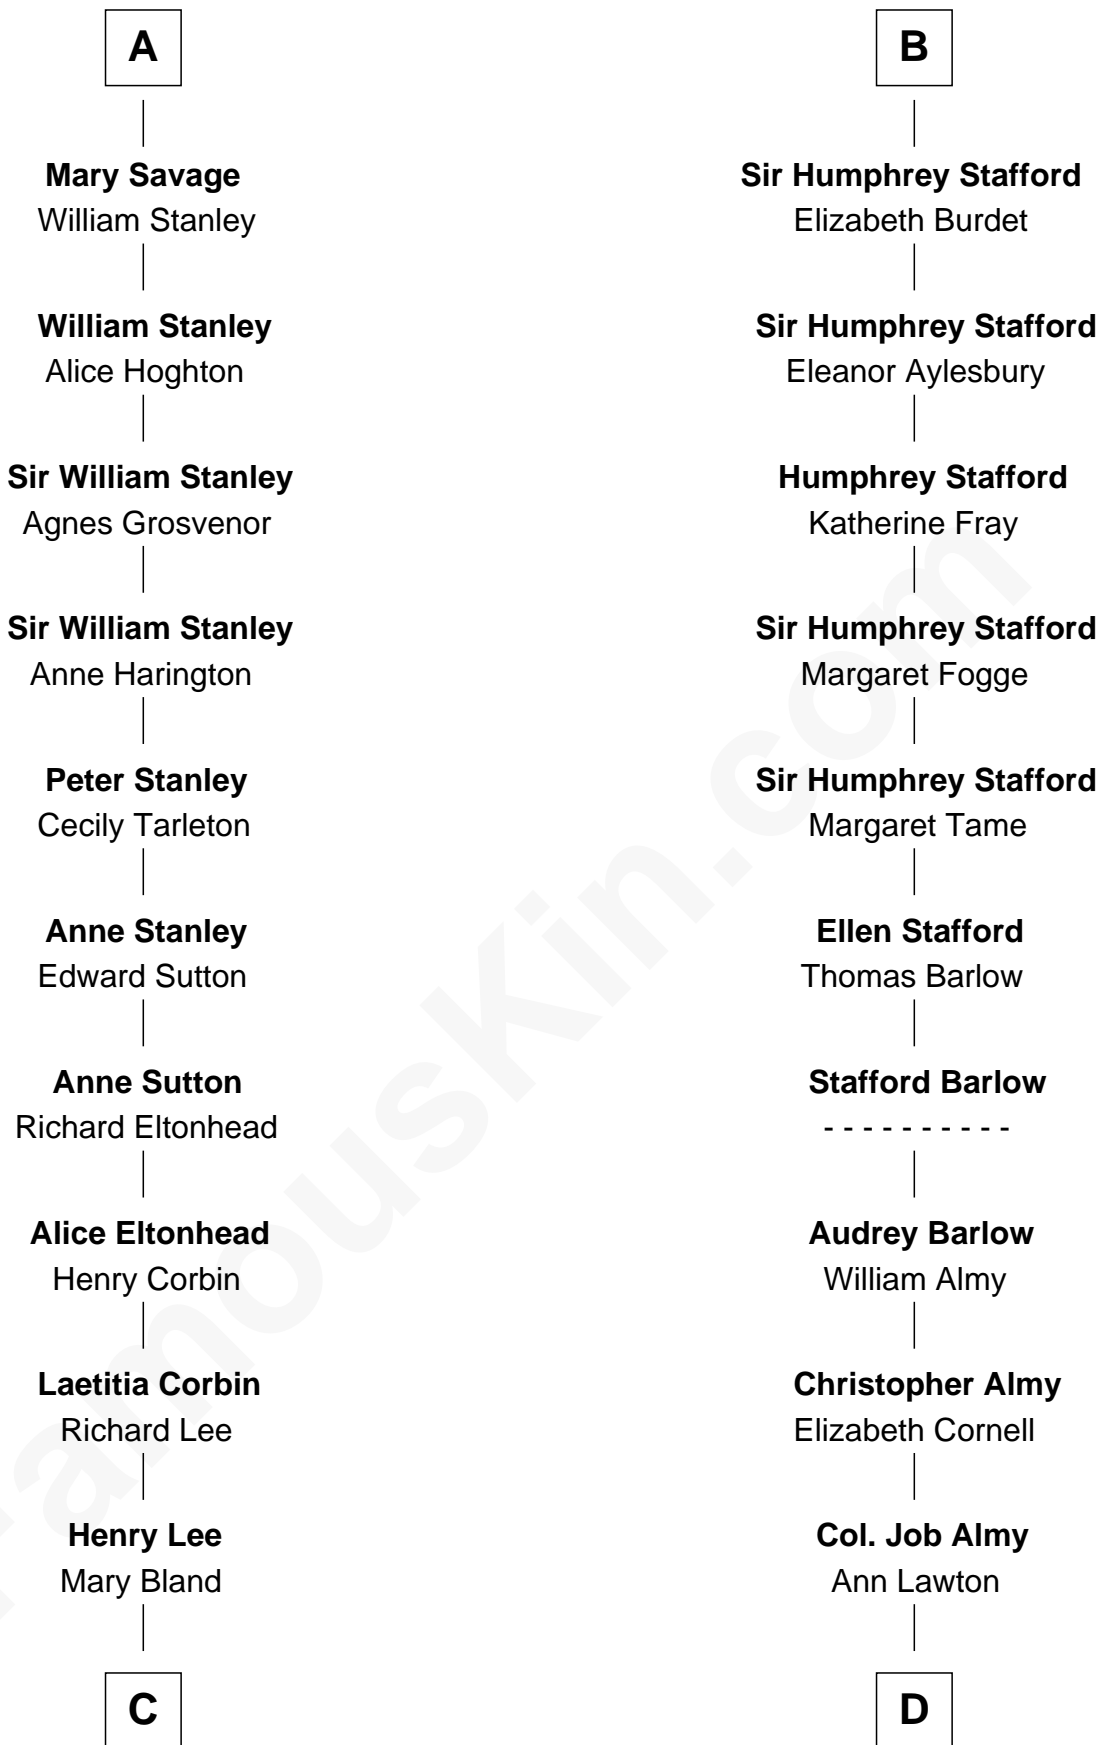 A
Mary Savage
William Stanley
William Stanley
Alice Hoghton
Sir William Stanley
Agnes Grosvenor
Sir William Stanley
Anne Harington
Peter Stanley
Cecily Tarleton
Anne Stanley
Edward Sutton
Anne Sutton
Richard Eltonhead
Alice Eltonhead
Henry Corbin
Laetitia Corbin
Richard Lee
Henry Lee
Mary Bland
C
B
Sir Humphrey Stafford
Elizabeth Burdet
Sir Humphrey Stafford
Eleanor Aylesbury
Humphrey Stafford
Katherine Fray
Sir Humphrey Stafford
Margaret Fogge
Sir Humphrey Stafford
Margaret Tame
Ellen Stafford
Thomas Barlow
Stafford Barlow
- - - - - - - - - -
Audrey Barlow
William Almy
Christopher Almy
Elizabeth Cornell
Col. Job Almy
Ann Lawton
D
FamousKin.com